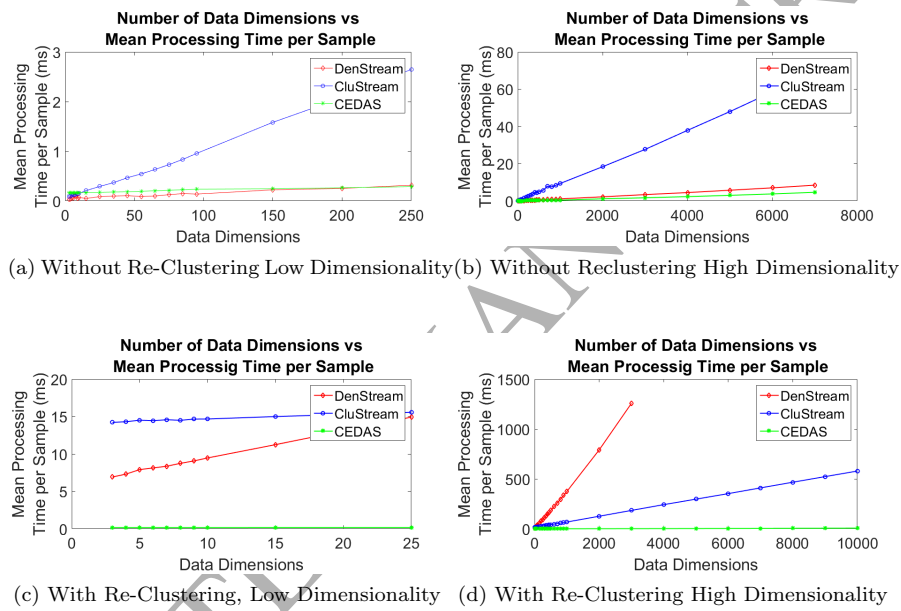 Number of Data Dimensions vs
Mean Processing Time per Sample
Mean Processing
Time per Sample (ms)
3
2
1
0
0 50 100 150 200 250
Data Dimensions
DenStream
CluStream
CEDAS
(a) Without Re-Clustering Low Dimensionality
Number of Data Dimensions vs
Mean Processing Time per Sample
Mean Processing
Time per Sample (ms)
80
60
40
20
0
0 2000 4000 6000 8000
Data Dimensions
DenStream
CluStream
CEDAS
(b) Without Reclustering High Dimensionality
Number of Data Dimensions vs
Mean Processig Time per Sample
Mean Processing
Time per Sample (ms)
20
15
10
5
0
0 5 10 15 20 25
Data Dimensions
DenStream
CluStream
CEDAS
(c) With Re-Clustering, Low Dimensionality
Number of Data Dimensions vs
Mean Processig Time per Sample
Mean Processing
Time per Sample (ms)
1500
1000
500
0
0 2000 4000 6000 8000 10000
Data Dimensions
DenStream
CluStream
CEDAS
(d) With Re-Clustering High Dimensionality